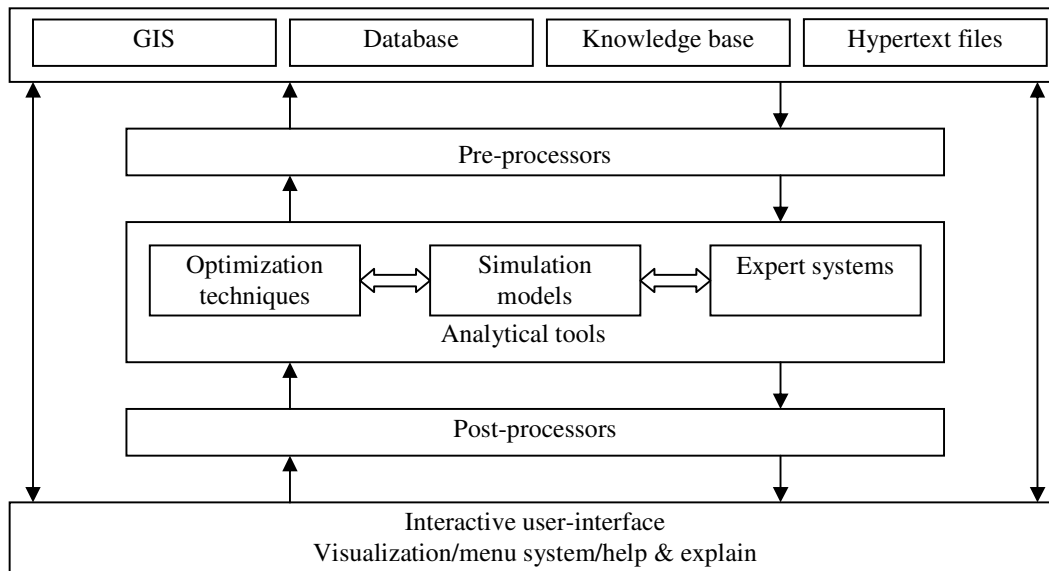 GIS
Database
Knowledge base
Hypertext files
Pre-processors
Optimization
techniques
Simulation
models
Expert systems
Analytical tools
Post-processors
Interactive user-interface
Visualization/menu system/help & explain